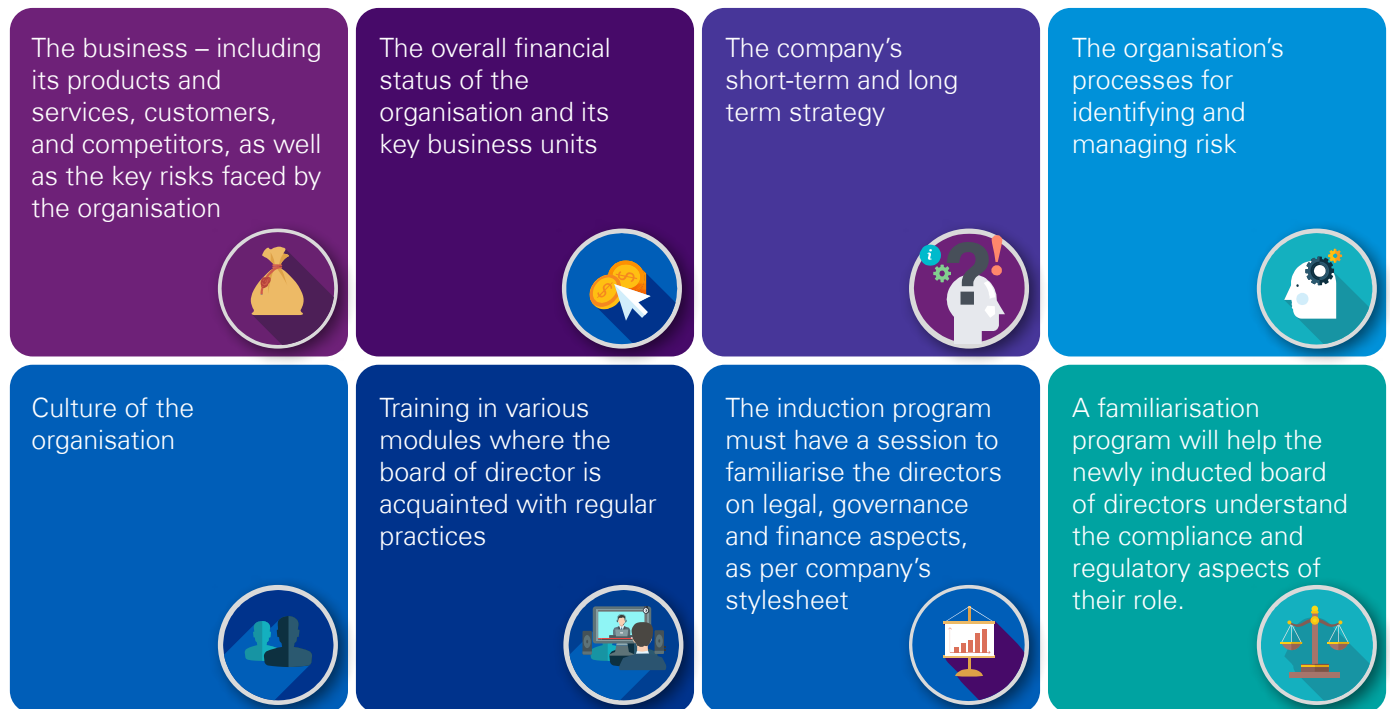 The business – including
its products and
services, customers,
and competitors, as well
as the key risks faced by
the organisation
The overall financial
status of the
organisation and its
key business units
The company’s
short-term and long
term strategy
The organisation’s
processes for
identifying and
managing risk
Culture of the
organisation
Training in various
modules where the
board of director is
acquainted with regular
practices
The induction program
must have a session to
familiarise the directors
on legal, governance
and finance aspects,
as per company’s
stylesheet
A familiarisation
program will help the
newly inducted board
of directors understand
the compliance and
regulatory aspects of
their role.